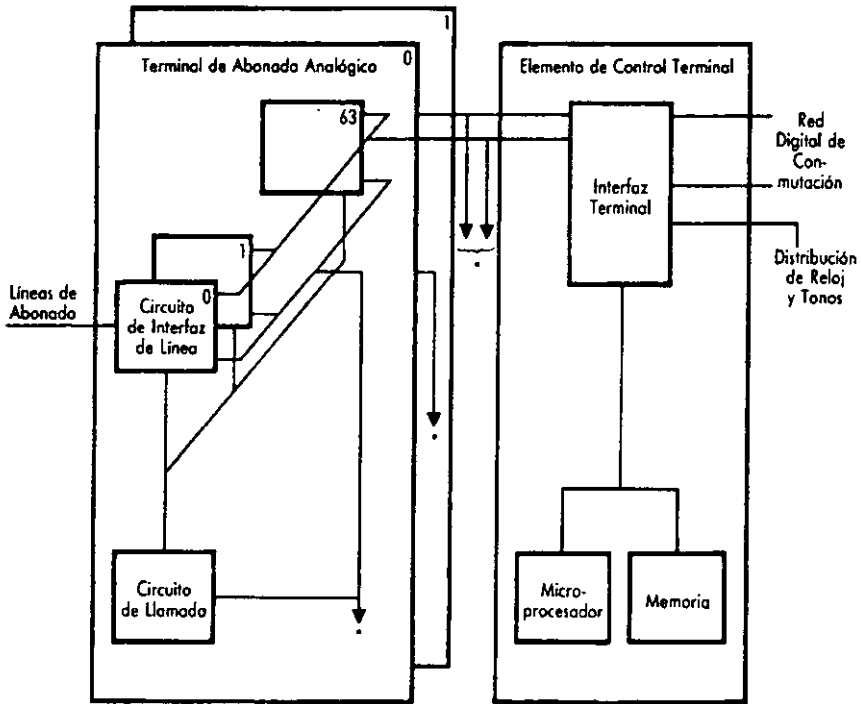 1
Terminal de Abonada Analógico
0
Elemento de Control Terminal
63
Red
Digital de
Con-
mutación
Interfaz
Terminal
1
0
Líneas de
Abonado
Circuito
de Interfaz
de Línea
Distribución
de Reloj
y Tonos
Circuito
de Llamada
Micro-
procesador
Memoria